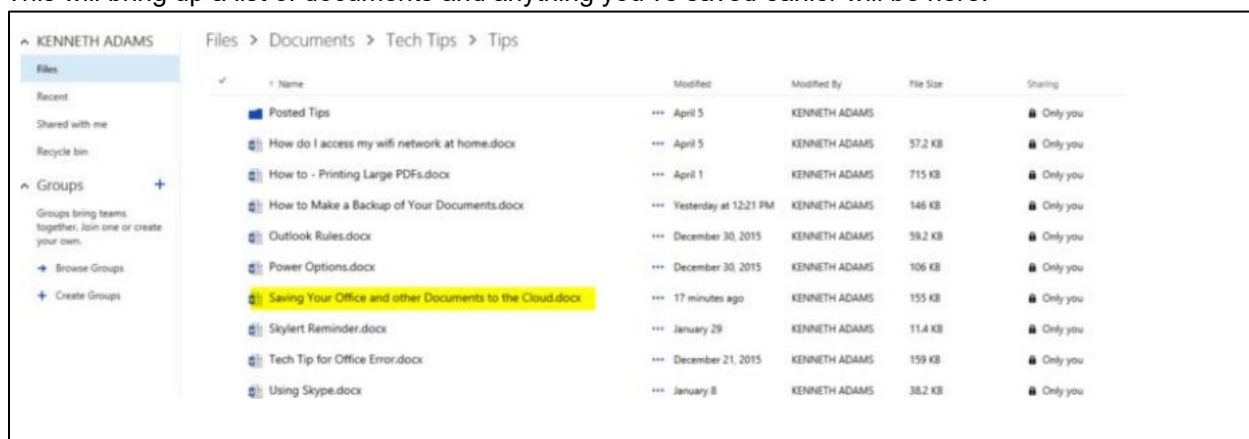 This will bring up a list of documents and anything you've saved earlier will be here.
KENNETH ADAMS
Files
Recent
Shared with me
Recycle bin
Groups +
Groups bring teams
together. Join one or create
your own.
Browse Groups
+ Create Groups
Files > Documents > Tech Tips > Tips
Name Modified Modified By File Size Sharing
Posted Tips ••• April 5 KENNETH ADAMS Only you
How do I access my wifi network at home.docx ••• April 5 KENNETH ADAMS 57.2 KB Only you
How to - Printing Large PDFs.docx ••• April 1 KENNETH ADAMS 715 KB Only you
How to Make a Backup of Your Documents.docx ••• Yesterday at 12:21 PM KENNETH ADAMS 146 KB Only you
Outlook Rules.docx ••• December 30, 2015 KENNETH ADAMS 59.2 KB Only you
Power Options.docx ••• December 30, 2015 KENNETH ADAMS 106 KB Only you
Saving Your Office and other Documents to the Cloud.docx ••• 17 minutes ago KENNETH ADAMS 155 KB Only you
Skylert Reminder.docx ••• January 29 KENNETH ADAMS 11.4 KB Only you
Tech Tip for Office Error.docx ••• December 21, 2015 KENNETH ADAMS 159 KB Only you
Using Skype.docx ••• January 8 KENNETH ADAMS 38.2 KB Only you